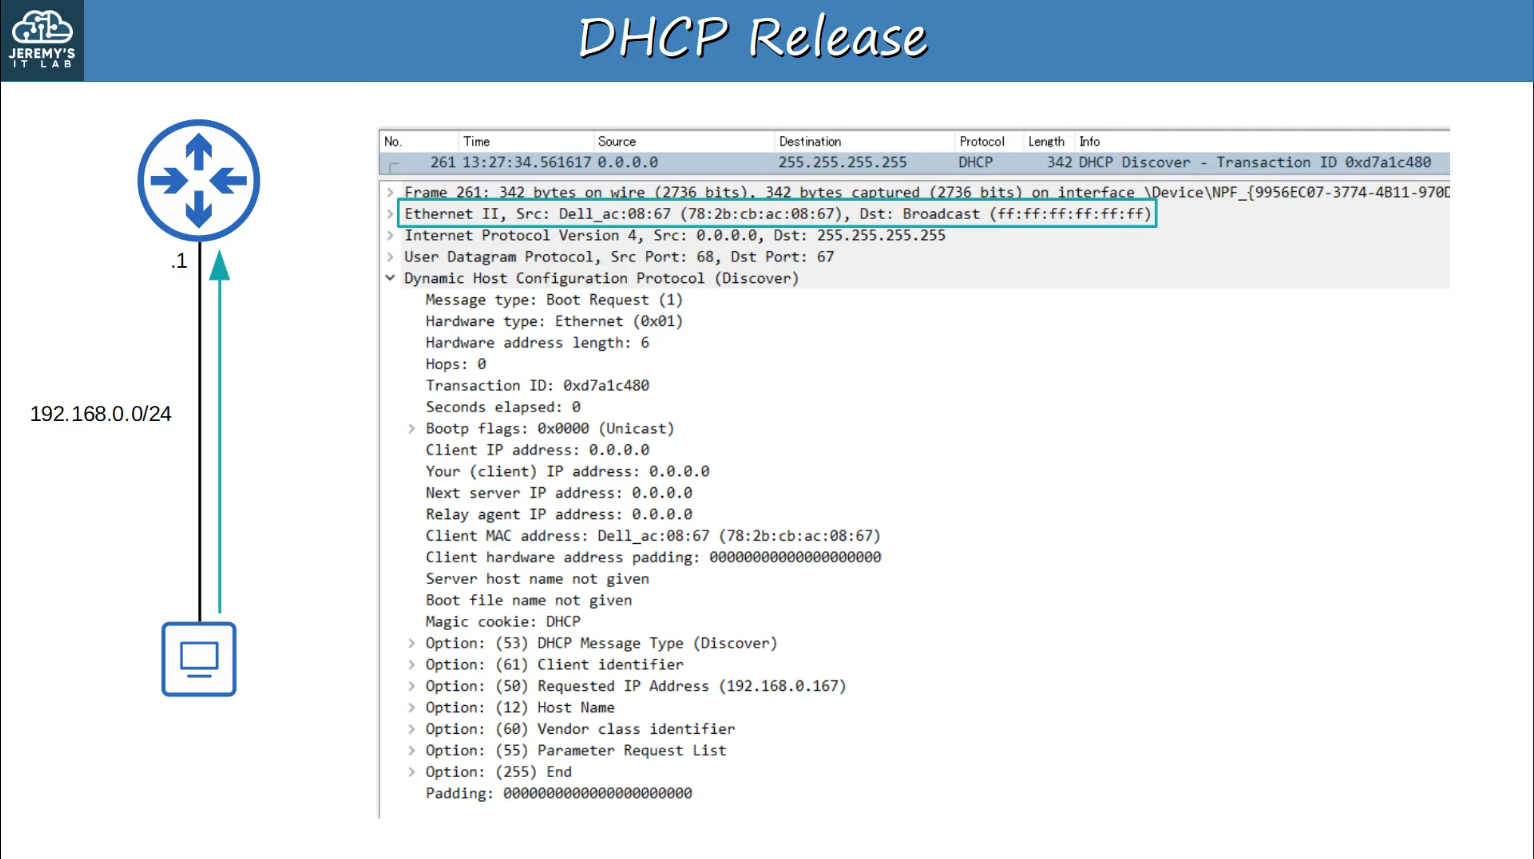 JEREMY'S
IT LAB
DHCP Release
.1
192.168.0.0/24
No. Time Source Destination Protocol Length Info
261 13:27:34.561617 0.0.0.0 255.255.255.255 DHCP 342 DHCP Discover - Transaction ID 0xd7a1c480
Frame 261: 342 bytes on wire (2736 bits), 342 bytes captured (2736 bits) on interface \Device\NPF_{9956EC07-3774-4B11-970D
Ethernet II, Src: Dell_ac:08:67 (78:2b:cb:ac:08:67), Dst: Broadcast (ff:ff:ff:ff:ff:ff)
Internet Protocol Version 4, Src: 0.0.0.0, Dst: 255.255.255.255
User Datagram Protocol, Src Port: 68, Dst Port: 67
Dynamic Host Configuration Protocol (Discover)
Message type: Boot Request (1)
Hardware type: Ethernet (0x01)
Hardware address length: 6
Hops: 0
Transaction ID: 0xd7a1c480
Seconds elapsed: 0
Bootp flags: 0x0000 (Unicast)
Client IP address: 0.0.0.0
Your (client) IP address: 0.0.0.0
Next server IP address: 0.0.0.0
Relay agent IP address: 0.0.0.0
Client MAC address: Dell_ac:08:67 (78:2b:cb:ac:08:67)
Client hardware address padding: 00000000000000000000
Server host name not given
Boot file name not given
Magic cookie: DHCP
Option: (53) DHCP Message Type (Discover)
Option: (61) Client identifier
Option: (50) Requested IP Address (192.168.0.167)
Option: (12) Host Name
Option: (60) Vendor class identifier
Option: (55) Parameter Request List
Option: (255) End
Padding: 0000000000000000000000